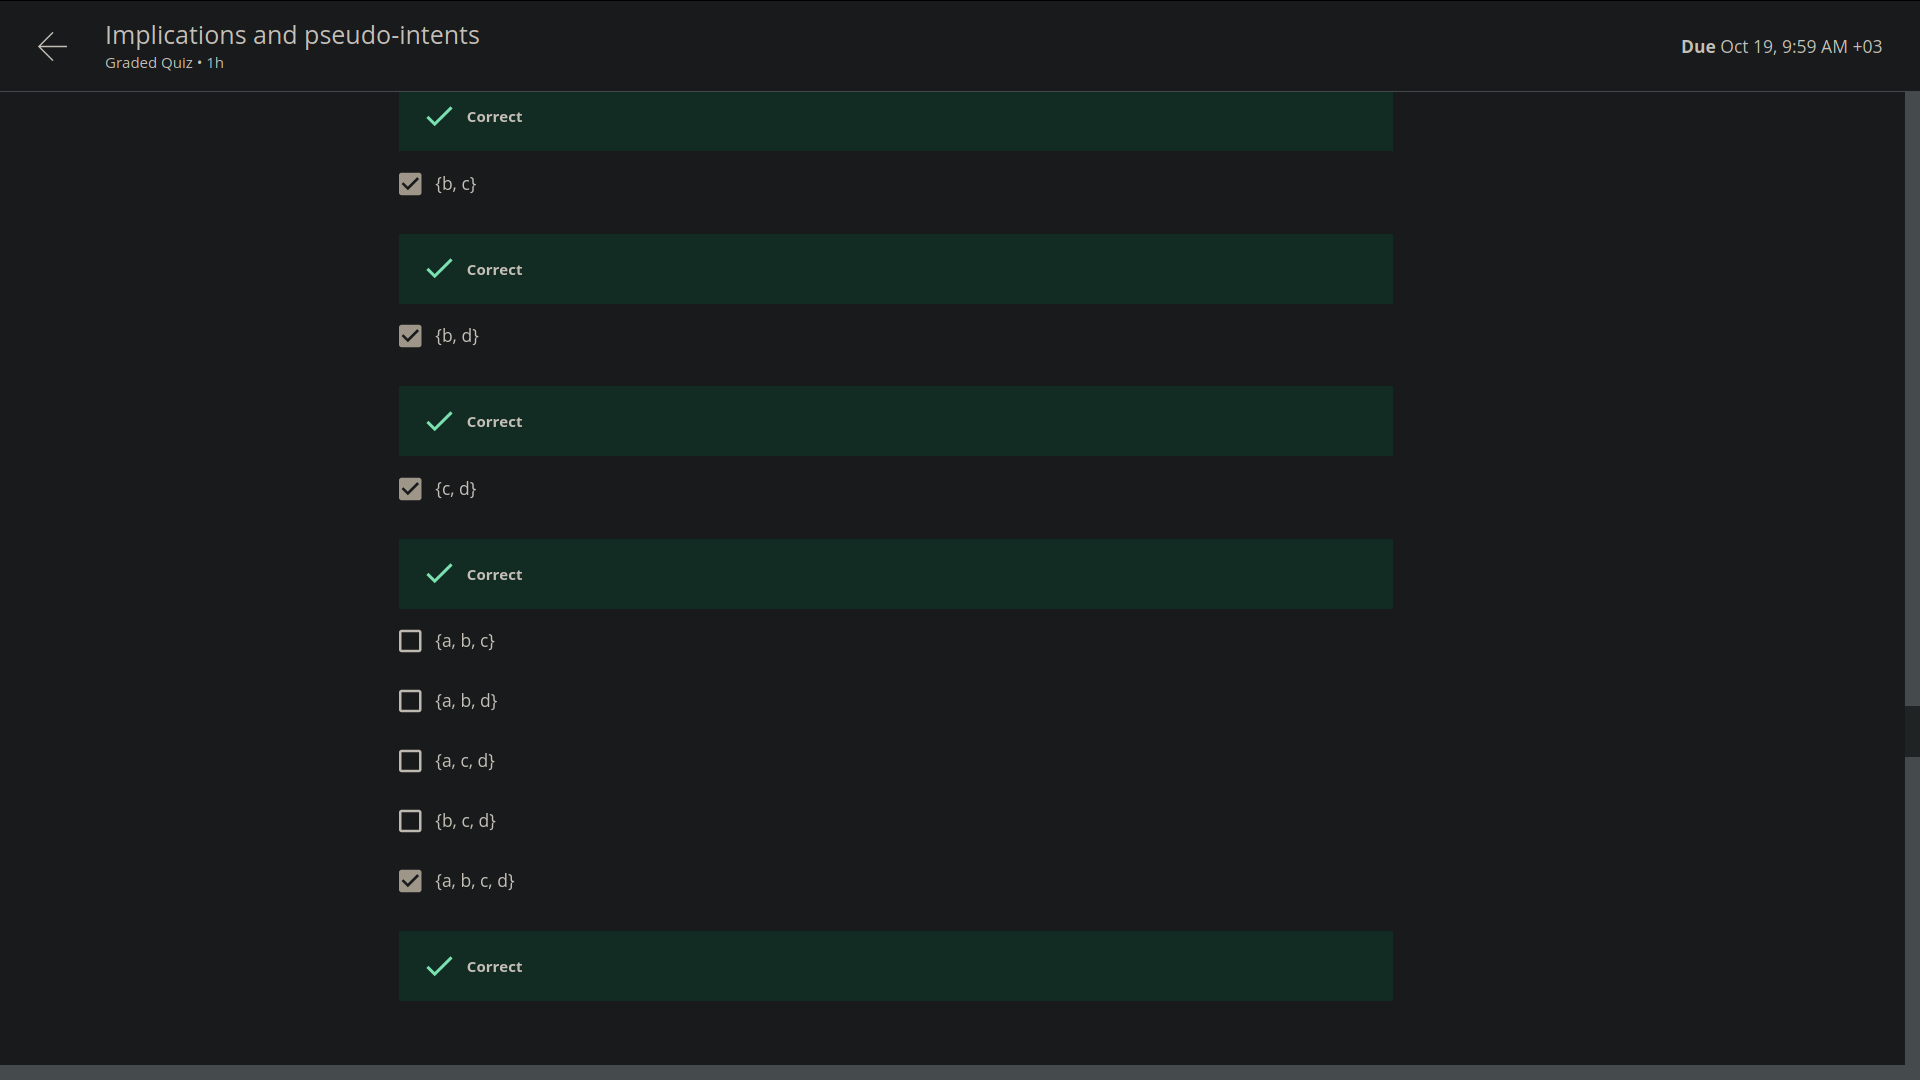 Implications and pseudo-intents
Graded Quiz • 1h
Due Oct 19, 9:59 AM +03
Correct
{b, c}
Correct
{b, d}
Correct
{c, d}
Correct
{a, b, c}
{a, b, d}
{a, c, d}
{b, c, d}
{a, b, c, d}
Correct